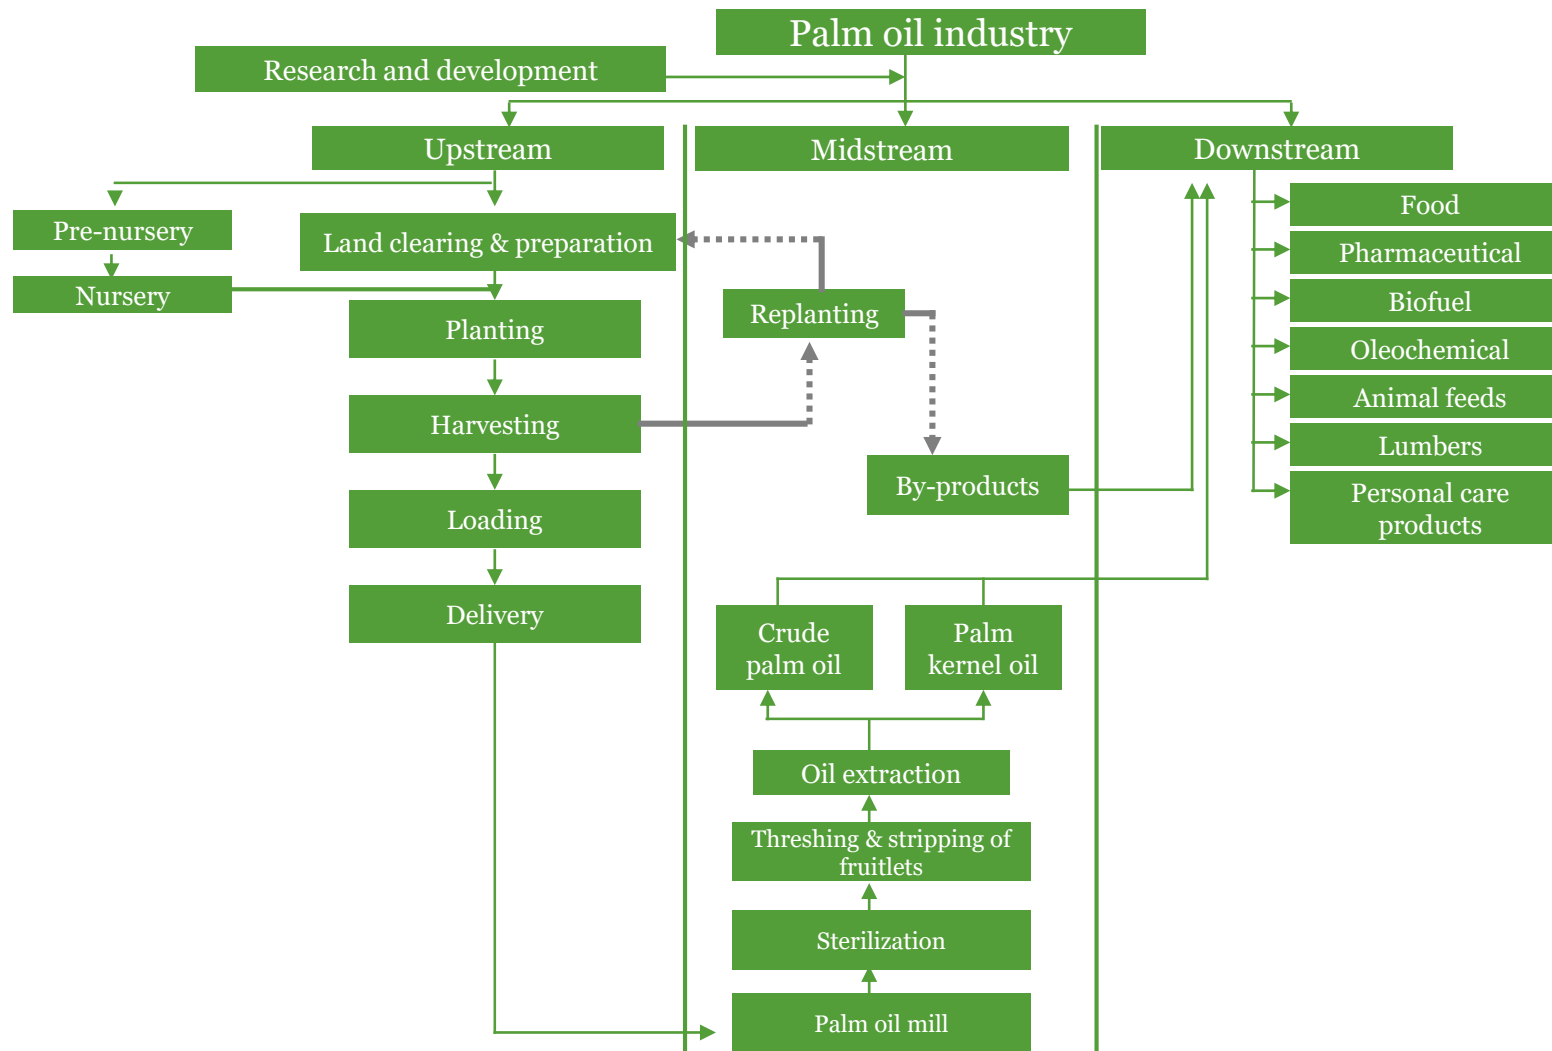 Palm oil industry
Research and development
Upstream
Midstream
Downstream
Pre-nursery
Nursery
Land clearing & preparation
Planting
Harvesting
Loading
Delivery
Replanting
By-products
Crude
palm oil
Palm
kernel oil
Oil extraction
Threshing & stripping of
fruitlets
Sterilization
Palm oil mill
Food
Pharmaceutical
Biofuel
Oleochemical
Animal feeds
Lumbers
Personal care
products